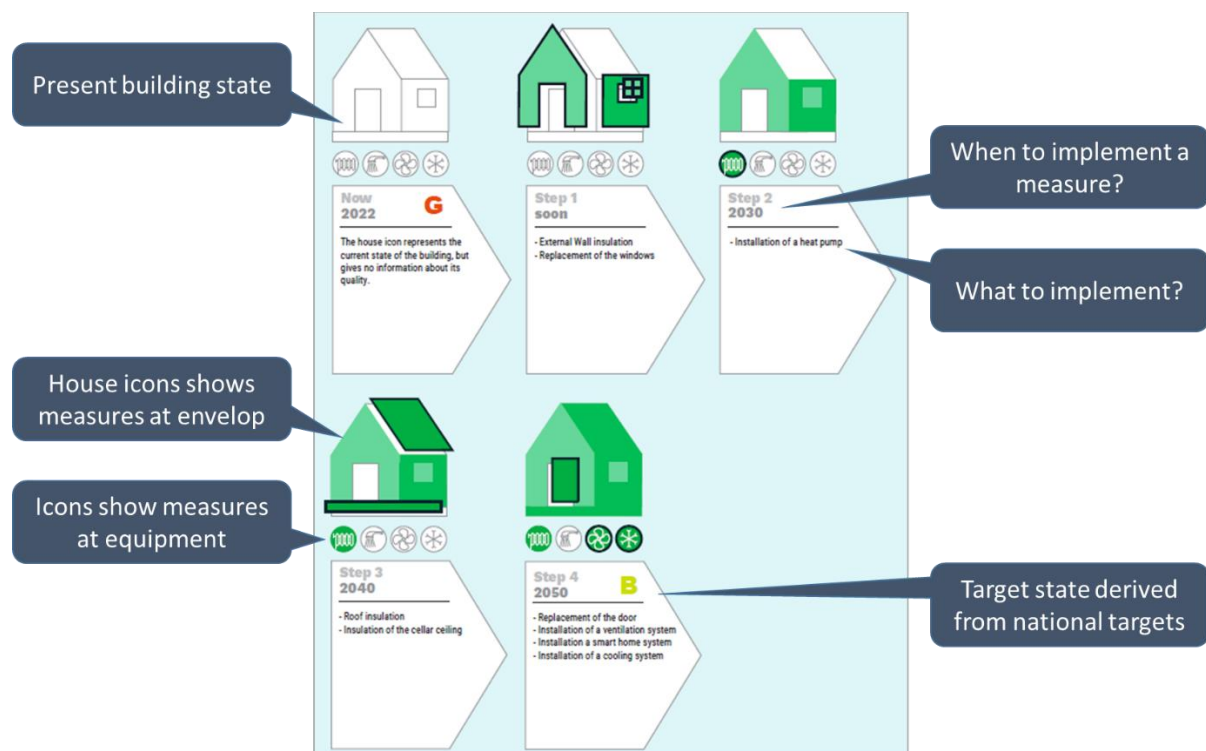 Present building state
When to implement a
measure?
What to implement?
House icons shows
measures at envelop
Icons show measures
at equipment
Target state derived
from national targets
Now
2022
G
The house icon represents the
current state of the building, but
gives no information about its
quality.
Step 1
soon
- External Wall insulation
- Replacement of the windows
Step 2
2030
- Installation of a heat pump
Step 3
2040
- Roof insulation
- Insulation of the cellar ceiling
Step 4
2050
B
- Replacement of the door
- Installation of a ventilation system
- Installation a smart home system
- Installation of a cooling system